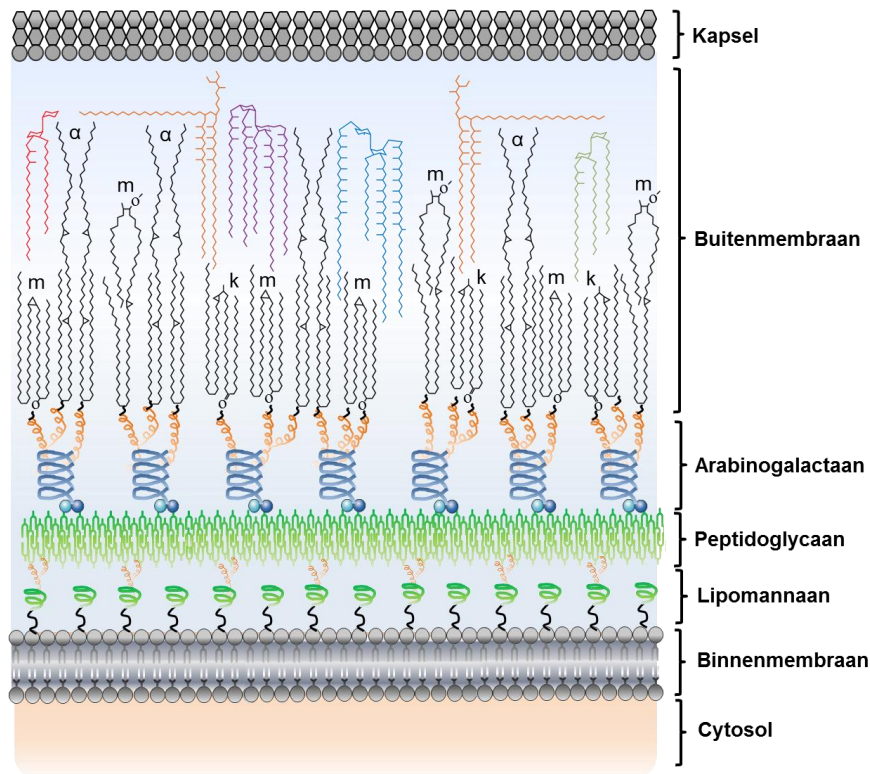 Kapsel
α
α
α
m
m
m
Buitenmembraan
m
k
m
m
k
m
k
O
O
O
O
O
O
O
O
O
O
O
Arabinogalactaan
Peptidoglycaan
Lipomannaan
Binnenmembraan
Cytosol